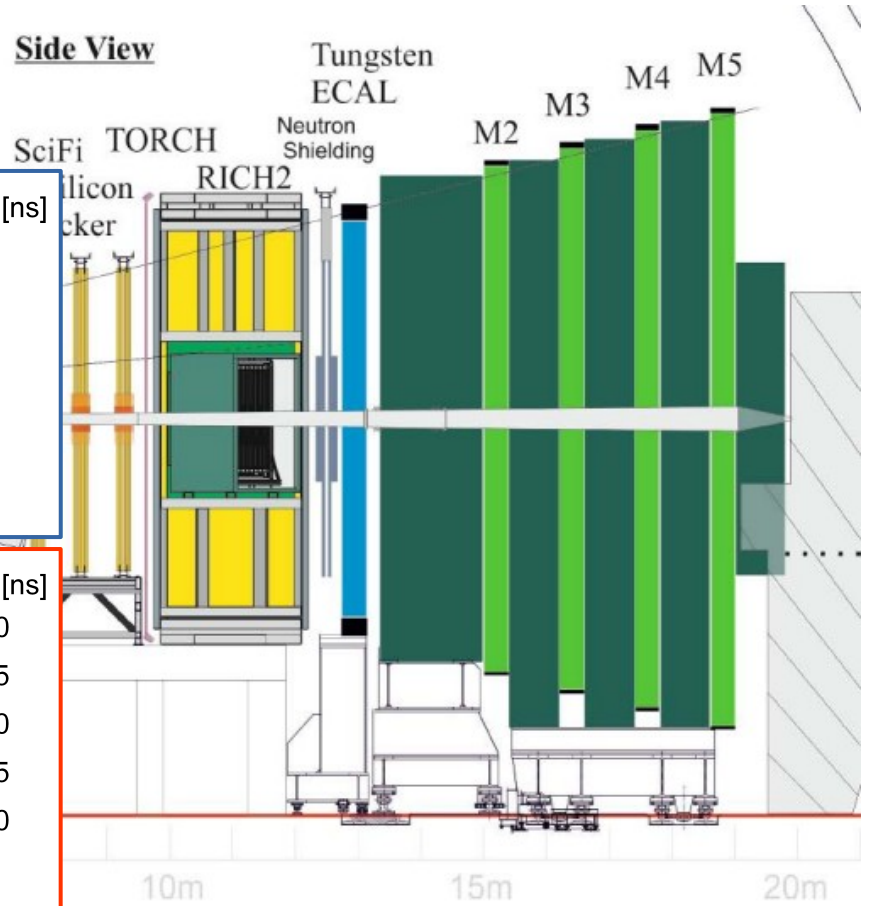 Side View
Tungsten
ECAL
Neutron
Shielding
M2
M3
M4
M5
SciFi
TORCH
RICH2
[ns]
[ns]
0
5
0
5
0
10m
15m
20m